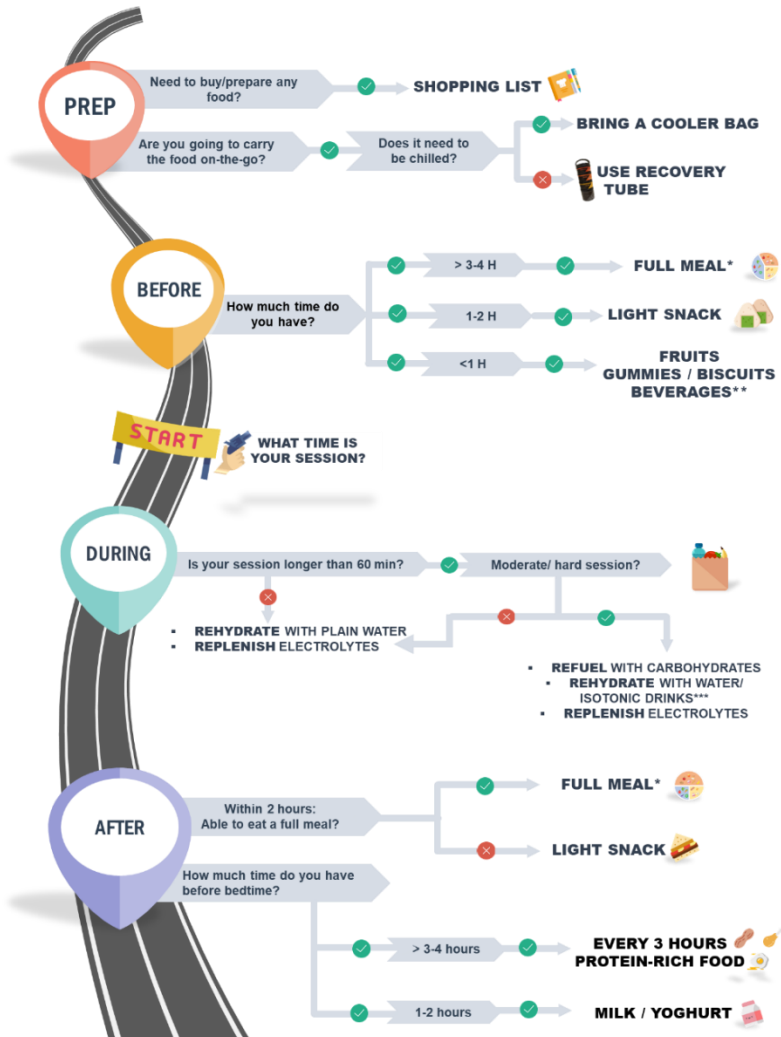 PREP
Need to buy/prepare any
food?
SHOPPING LIST
Are you going to carry
the food on-the-go?
Does it need to
be chilled?
BRING A COOLER BAG
USE RECOVERY
TUBE
BEFORE
How much time do
you have?
> 3-4 H
FULL MEAL*
1-2 H
LIGHT SNACK
<1 H
FRUITS
GUMMIES / BISCUITS
BEVERAGES**
START
WHAT TIME IS
YOUR SESSION?
DURING
Is your session longer than 60 min?
Moderate/ hard session?
▪ REHYDRATE WITH PLAIN WATER
▪ REPLENISH ELECTROLYTES
▪ REFUEL WITH CARBOHYDRATES
▪ REHYDRATE WITH WATER/
ISOTONIC DRINKS***
▪ REPLENISH ELECTROLYTES
AFTER
Within 2 hours:
Able to eat a full meal?
FULL MEAL*
LIGHT SNACK
How much time do you have
before bedtime?
> 3-4 hours
EVERY 3 HOURS
PROTEIN-RICH FOOD
1-2 hours
MILK / YOGHURT